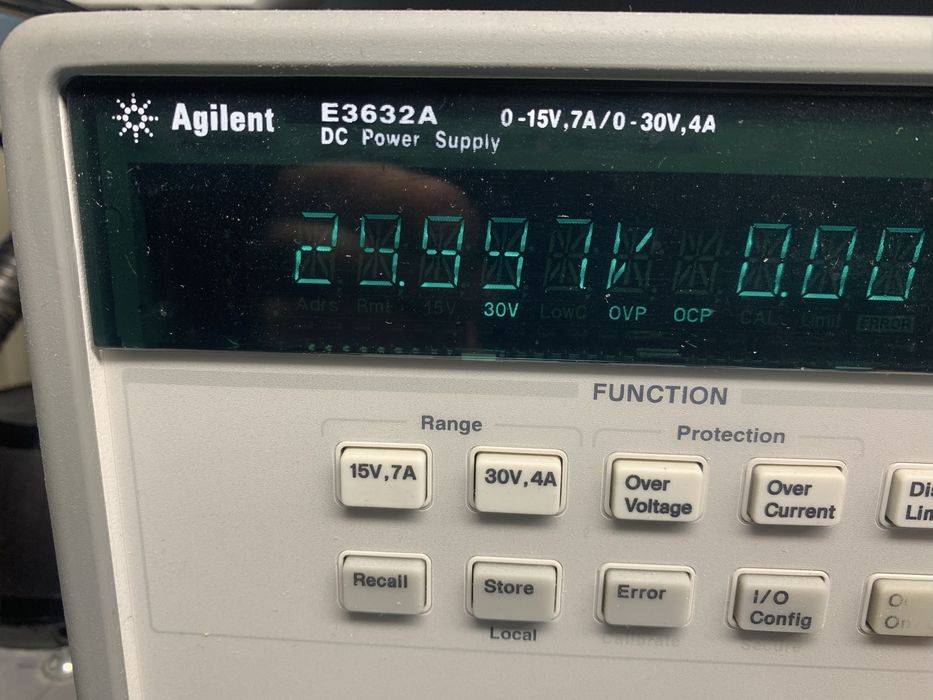 Agilent E3632A 0-15V,7A/0-30V,4A
DC Power Supply
29.997V 0.00
Adrs Rmt 15V 30V LowC OVP OCP CAL Limit ERROR
FUNCTION
Range Protection
15V,7A 30V,4A Over Voltage Over Current
Recall Store Error I/O Config
Local Calibrate Secure